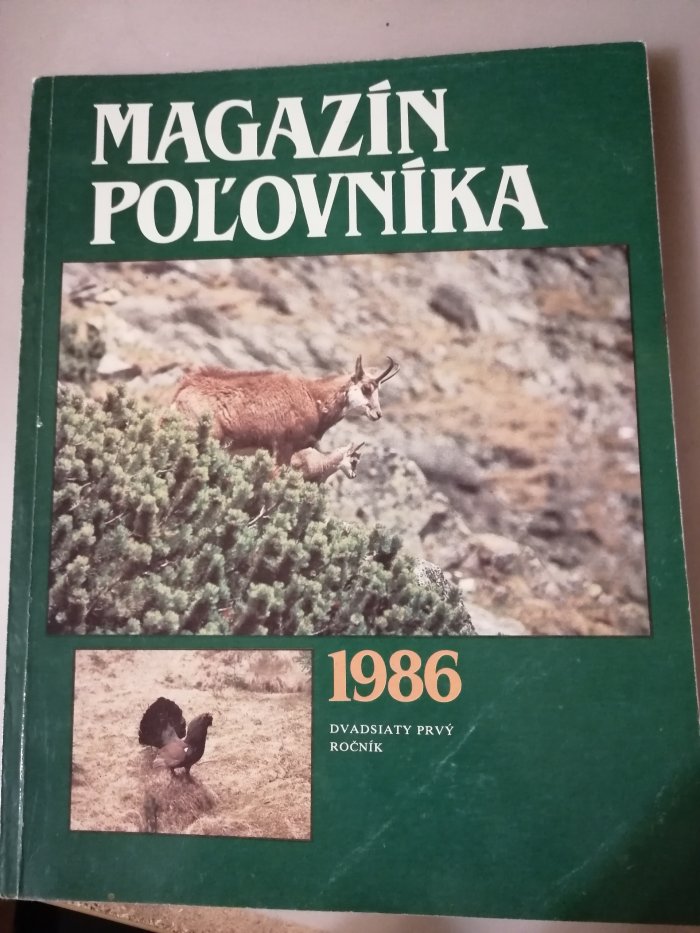 MAGAZÍN
POĽOVNÍKA
1986
DVADSIATY PRVÝ
ROČNÍK